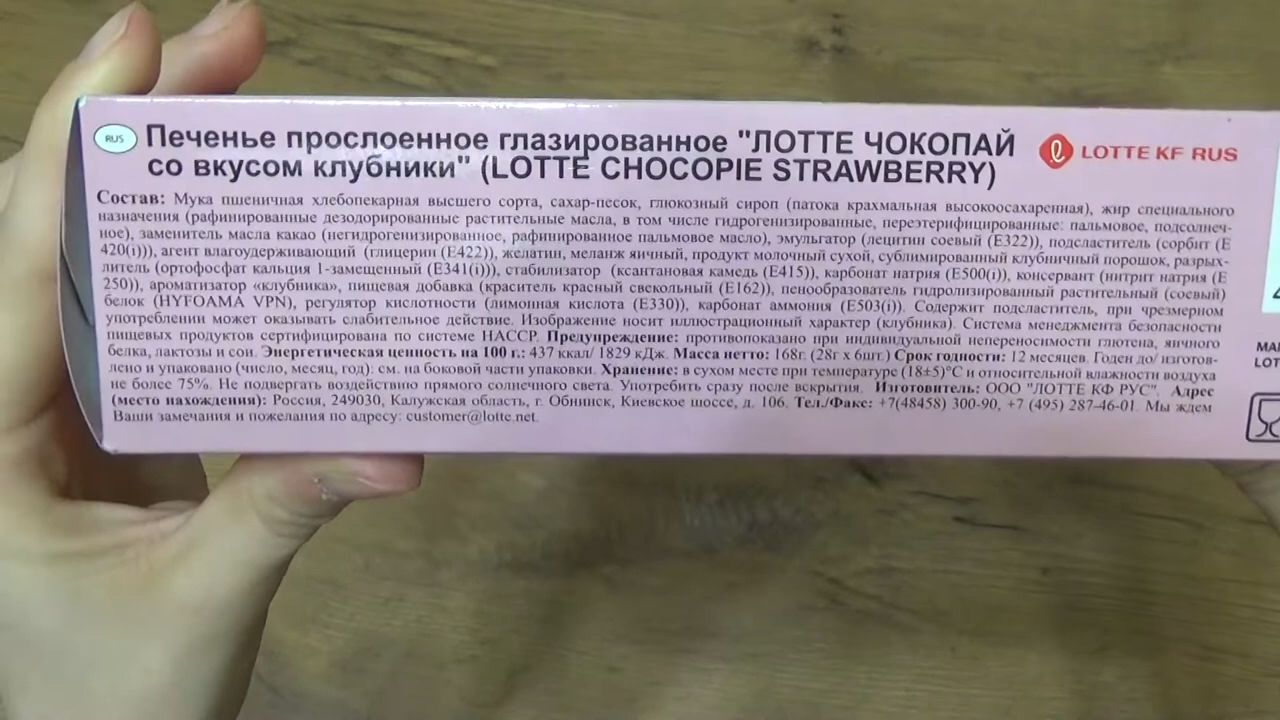 RUS
Печенье прослоенное глазированное "ЛОТТЕ ЧОКОПАЙ
со вкусом клубники" (LOTTE CHOCOPIE STRAWBERRY)
LOTTE KF RUS
Состав: Мука пшеничная хлебопекарная высшего сорта, сахар-песок, глюкозный сироп (патока крахмальная высокоосахаренная), жир специального
назначения (рафинированные дезодорированные растительные масла, в том числе гидрогенизированные, переэтерифицированные: пальмовое, подсолнеч-
ное), заменитель масла какао (негидрогенизированное, рафинированное пальмовое масло), эмульгатор (лецитин соевый (Е322)), подсластитель (сорбит (Е
420(i))), агент влагоудерживающий (глицерин (Е422)), желатин, меланж яичный, продукт молочный сухой, сублимированный клубничный порошок, разрых-
литель (ортофосфат кальция 1-замещенный (Е341(i))), стабилизатор (ксантановая камедь (Е415)), карбонат натрия (Е500(i)), консервант (нитрит натрия (Е
250)), ароматизатор «клубника», пищевая добавка (краситель красный свекольный (Е162)), пенообразователь гидролизированный растительный (соевый)
белок (HYFOAMA VPN), регулятор кислотности (лимонная кислота (Е330)), карбонат аммония (Е503(i)). Содержит подсластитель, при чрезмерном
употреблении может оказывать слабительное действие. Изображение носит иллюстрационный характер (клубника). Система менеджмента безопасности
пищевых продуктов сертифицирована по системе НАССР. Предупреждение: противопоказано при индивидуальной непереносимости глютена, яичного
белка, лактозы и сои. Энергетическая ценность на 100 г.: 437 ккал/ 1829 кДж. Масса нетто: 168г. (28г х 6шт.) Срок годности: 12 месяцев. Годен до/ изготов-
лено и упаковано (число, месяц, год): см. на боковой части упаковки. Хранение: в сухом месте при температуре (18±5)°С и относительной влажности воздуха
не более 75%. Не подвергать воздействию прямого солнечного света. Употребить сразу после вскрытия. Изготовитель: ООО "ЛОТТЕ КФ РУС". Адрес
(место нахождения): Россия, 249030, Калужская область, г. Обнинск, Киевское шоссе, д. 106. Тел./Факс: +7(48458) 300-90, +7 (495) 287-46-01. Мы ждем
Ваши замечания и пожелания по адресу: customer@lotte.net.